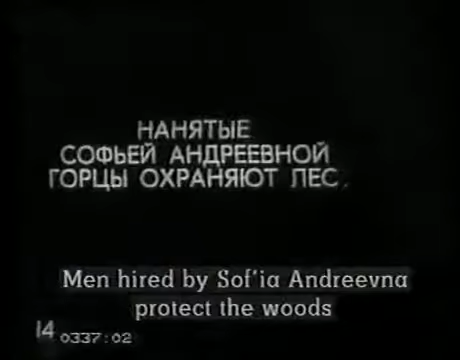 НАНЯТЫЕ
СОФЬЕЙ АНДРЕЕВНОЙ
ГОРЦЫ ОХРАНЯЮТ ЛЕС.
Men hired by Sof'ia Andreevna
protect the woods
14 0337:02